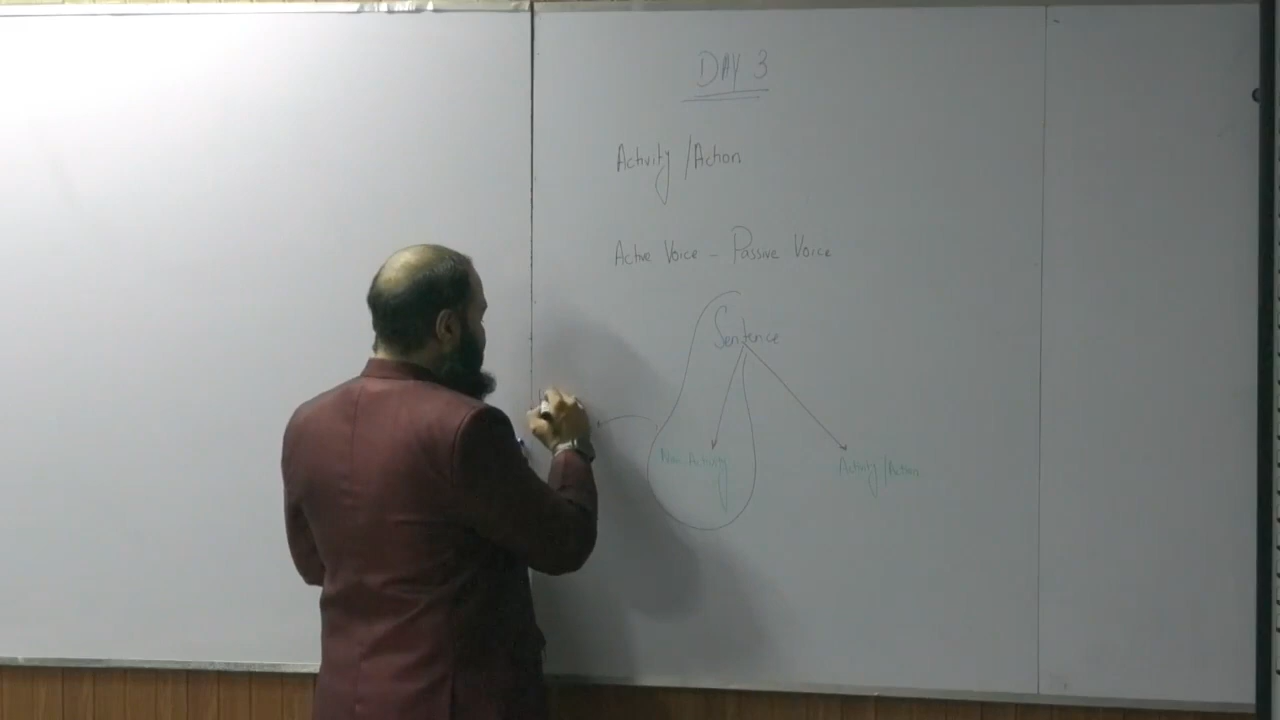 DAY 3
Activity /Action
Active Voice - Passive Voice
Sentence
Non Activity
Activity/Action